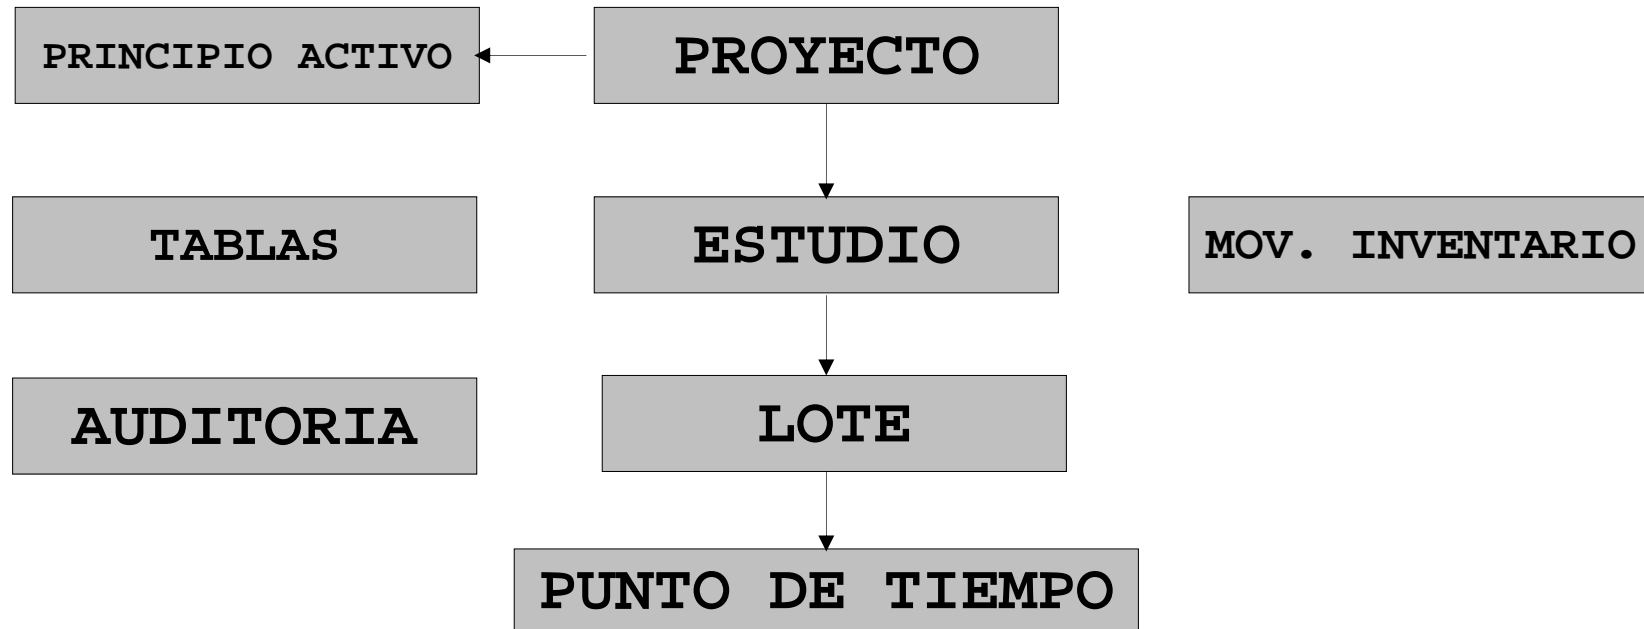 PRINCIPIO ACTIVO
PROYECTO
TABLAS
ESTUDIO
MOV. INVENTARIO
AUDITORIA
LOTE
PUNTO DE TIEMPO